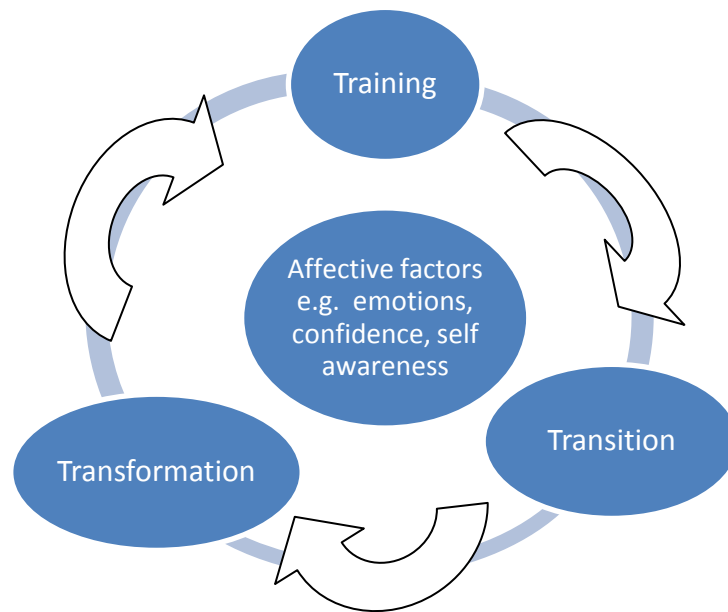 Training
Affective factors
e.g. emotions,
confidence, self
awareness
Transition
Transformation